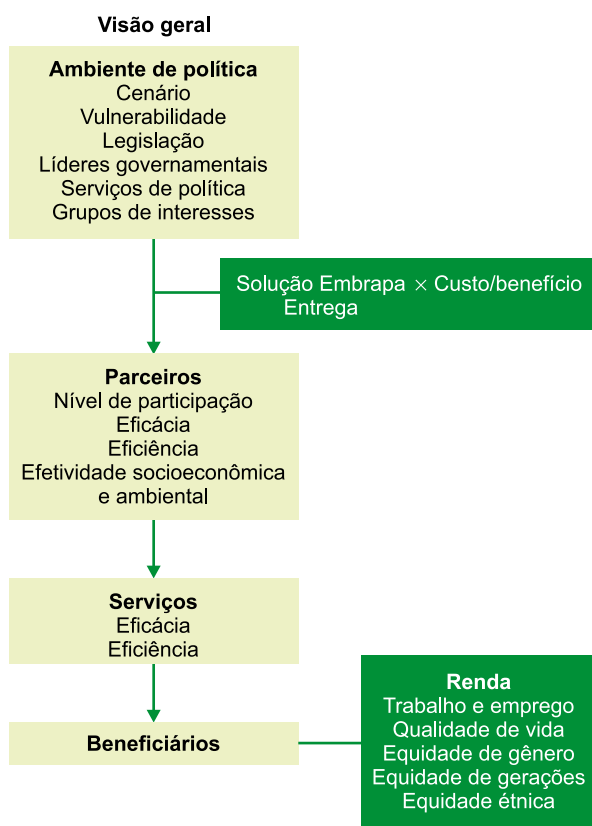 Visão geral
Ambiente de política
Cenário
Vulnerabilidade
Legislação
Líderes governamentais
Serviços de política
Grupos de interesses
Solução Embrapa × Custo/benefício
Entrega
Parceiros
Nível de participação
Eficácia
Eficiência
Efetividade socioeconômica
e ambiental
Serviços
Eficácia
Eficiência
Beneficiários
Renda
Trabalho e emprego
Qualidade de vida
Equidade de gênero
Equidade de gerações
Equidade étnica